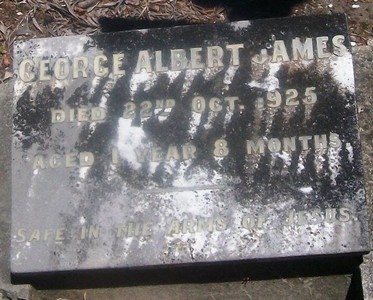 GEORGE ALBERT JAMES
DIED 22ND OCT. 1925
AGED 1 YEAR 8 MONTHS.
SAFE IN THE ARMS OF JESUS.